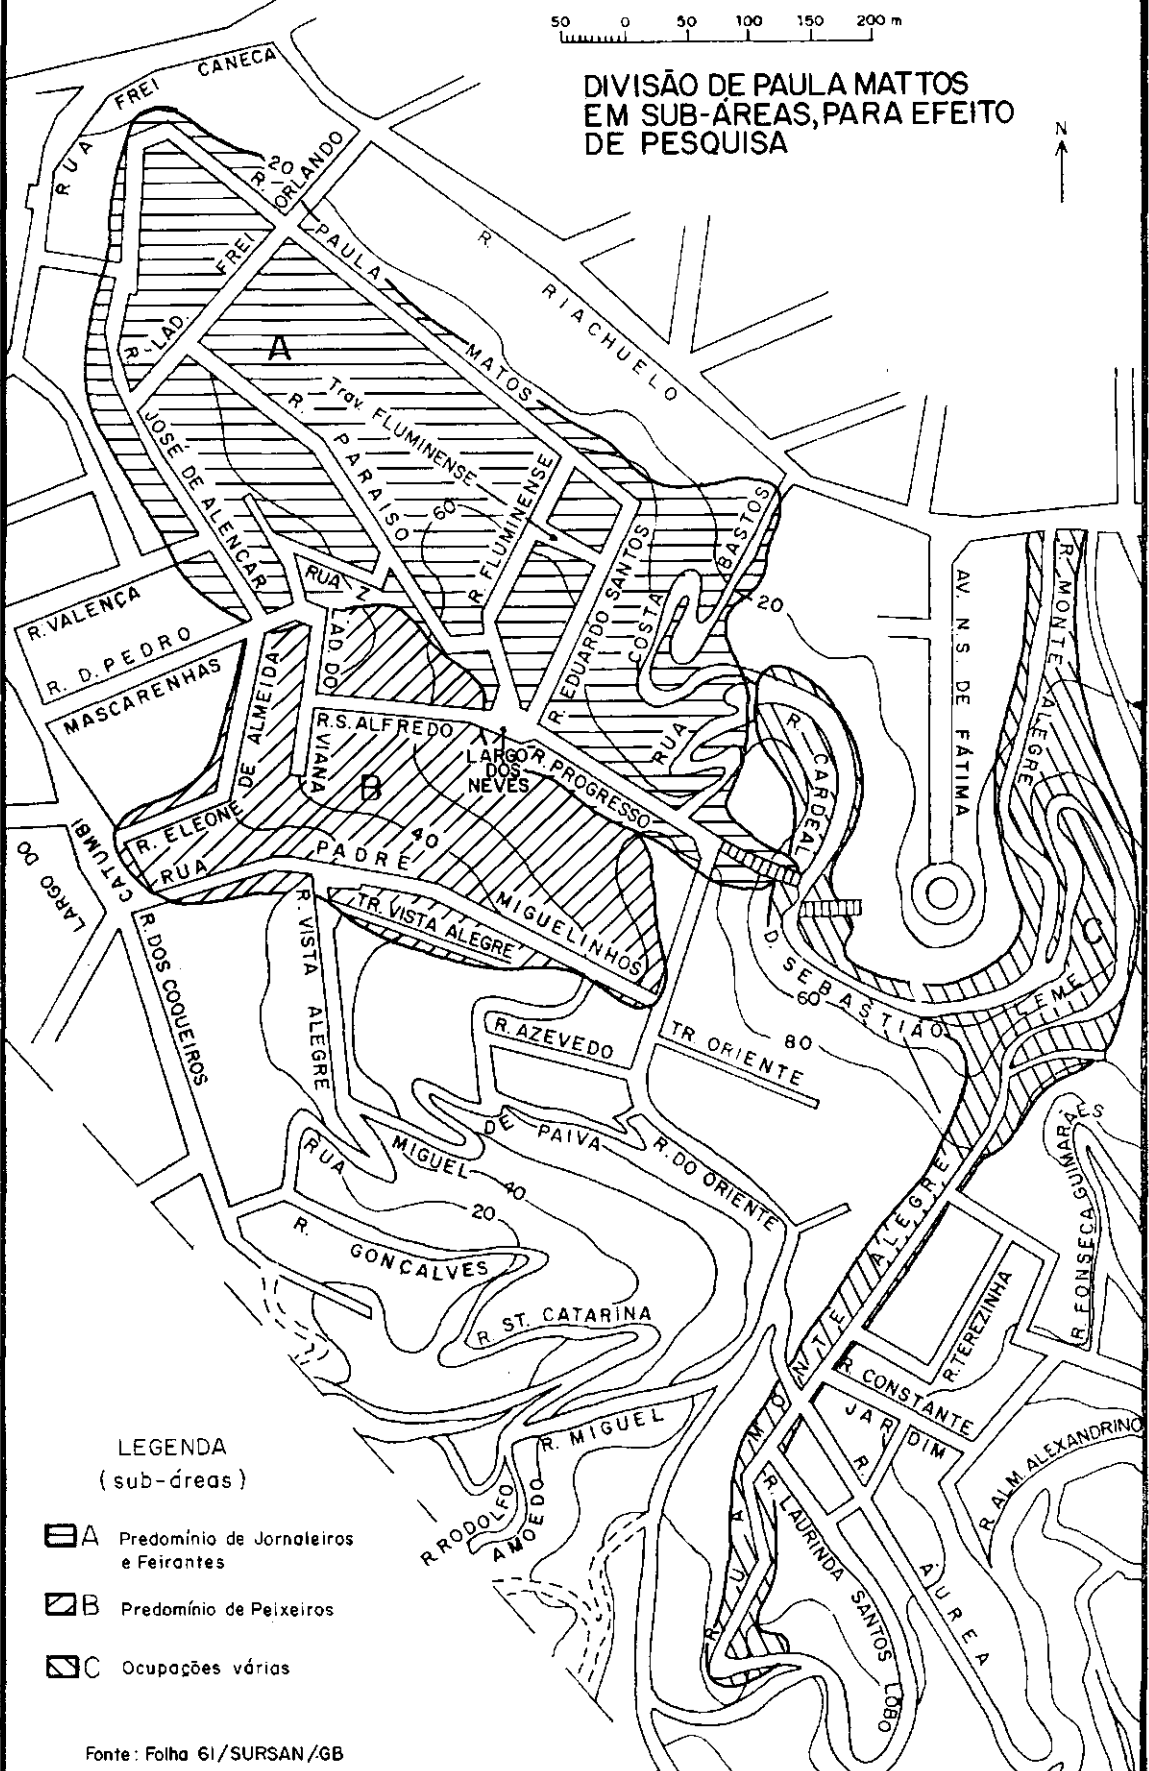 50 0 50 100 150 200 m
DIVISÃO DE PAULA MATTOS
EM SUB-ÁREAS, PARA EFEITO
DE PESQUISA
N
RUA FREI CANECA
20
R. PAULA MATOS
LAD. FREI ORLANDO
R. RIACHUELO
A
R. JOSÉ DE ALENCAR
R. PARAISO
Trav. FLUMINENSE
60
R. FLUMINENSE
R. EDUARDO SANTOS
RUA COSTA BASTOS
20
RUA Z
R. VALENÇA
R. D. PEDRO
MASCARENHAS
LAD. DO VIANA
R. ELEONE DE ALMEIDA
R. S. ALFREDO
LARGO
DOS
NEVES
R. PROGRESSO
B
40
R. CARDEAL D. SEBASTIÃO LEME
AV. N. S. DE FÁTIMA
R. MONTE ALEGRE
C
LARGO DO CATUMBI
RUA PADRE MIGUELINHOS
TR. VISTA ALEGRE
R. VISTA ALEGRE
R. DOS COQUEIROS
60
80
R. AZEVEDO
TR. ORIENTE
RUA MIGUEL DE PAIVA
R. DO ORIENTE
40
20
R. GONÇALVES
R. ST. CATARINA
R. FONSECA GUIMARÃES
R. TEREZINHA
R. CONSTANTE
JARDIM
RUA MONTE ALEGRE
R. MIGUEL
R RODOLFO
AMOEDO
R. ALM. ALEXANDRINO
R. LAURINDA SANTOS LOBO
R. ÁUREA
LEGENDA
(sub-áreas)
A Predomínio de Jornaleiros
e Feirantes
B Predomínio de Peixeiros
C Ocupações várias
Fonte: Folha 61/SURSAN/GB